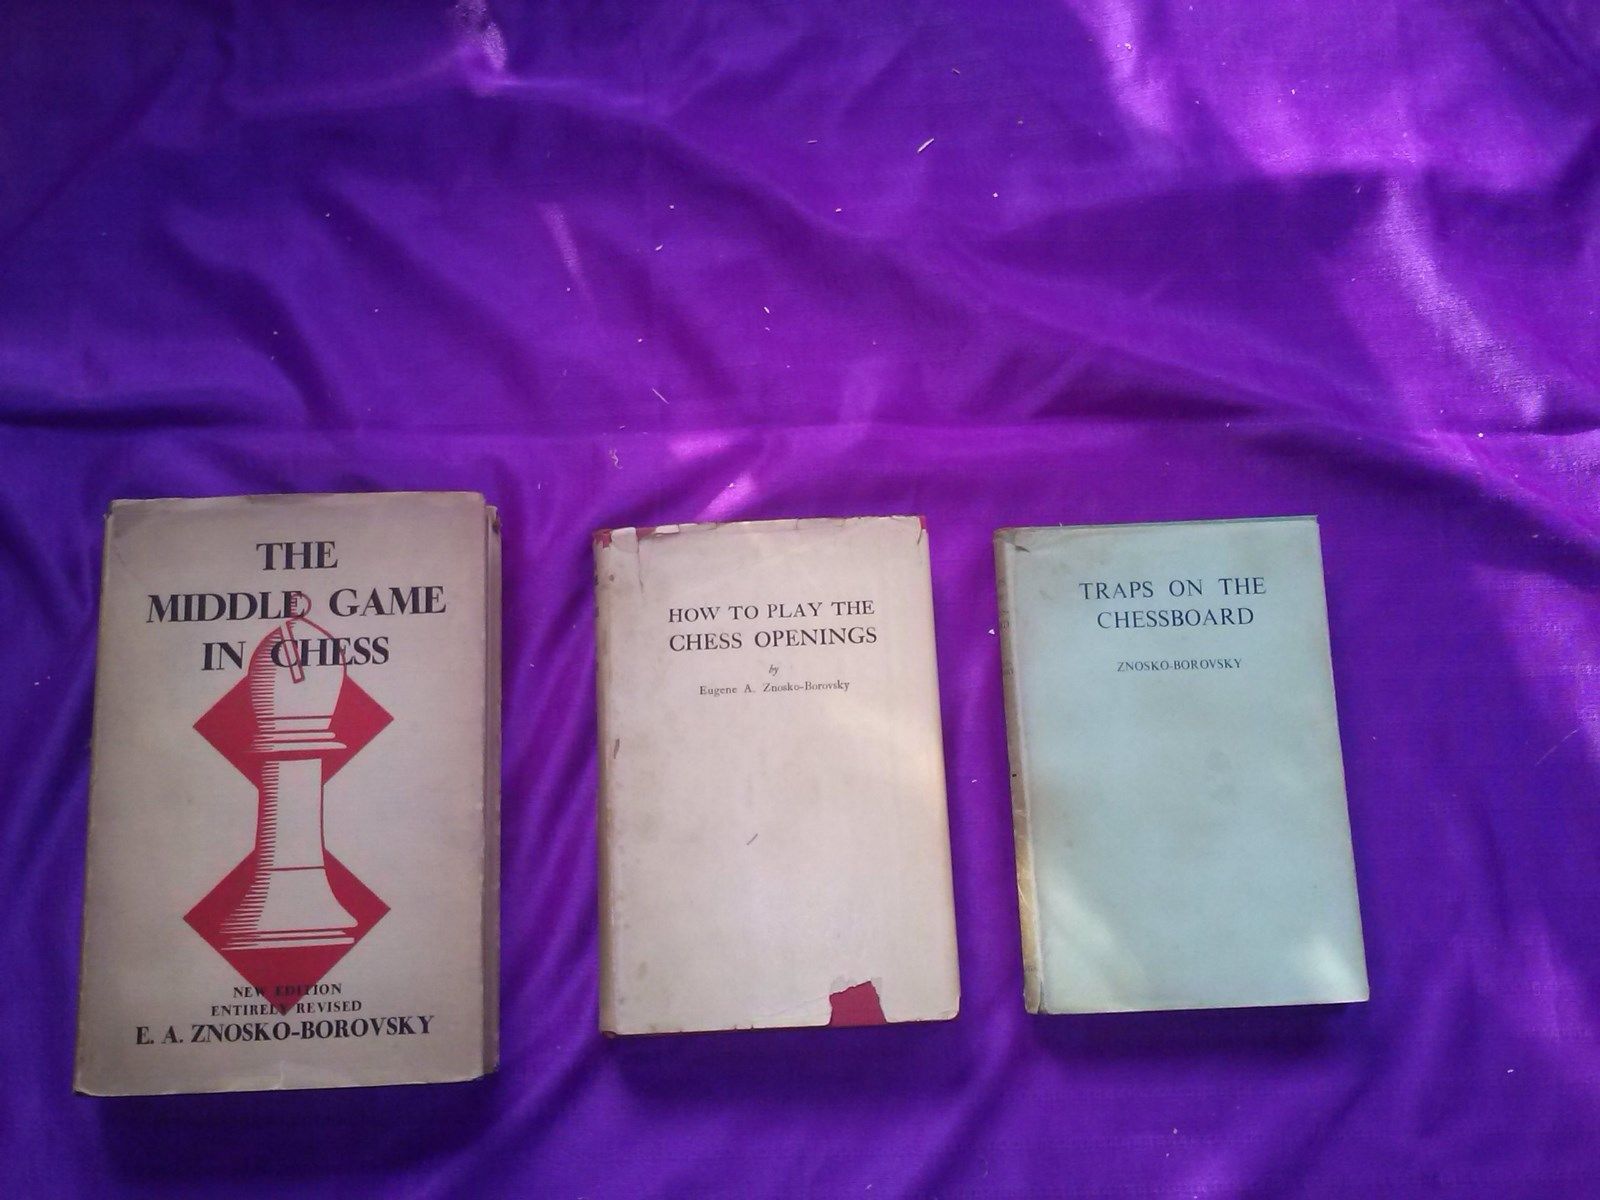 THE
MIDDLE GAME
IN CHESS
NEW EDITION
ENTIRELY REVISED
E. A. ZNOSKO-BOROVSKY
HOW TO PLAY THE
CHESS OPENINGS
by
Eugene A. Znosko-Borovsky
TRAPS ON THE
CHESSBOARD
ZNOSKO-BOROVSKY